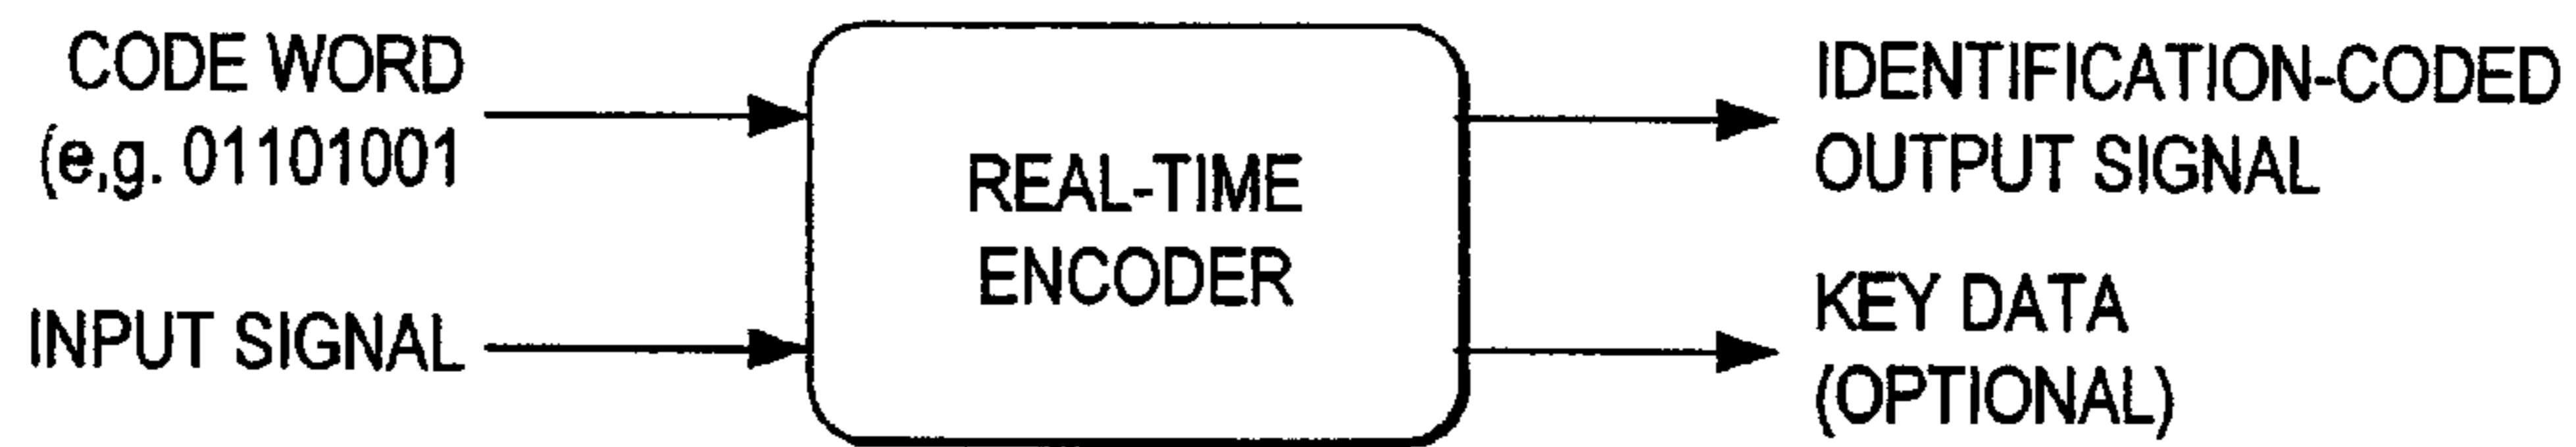 CODE WORD
(e,g. 01101001
INPUT SIGNAL
REAL-TIME
ENCODER
IDENTIFICATION-CODED
OUTPUT SIGNAL
KEY DATA
(OPTIONAL)